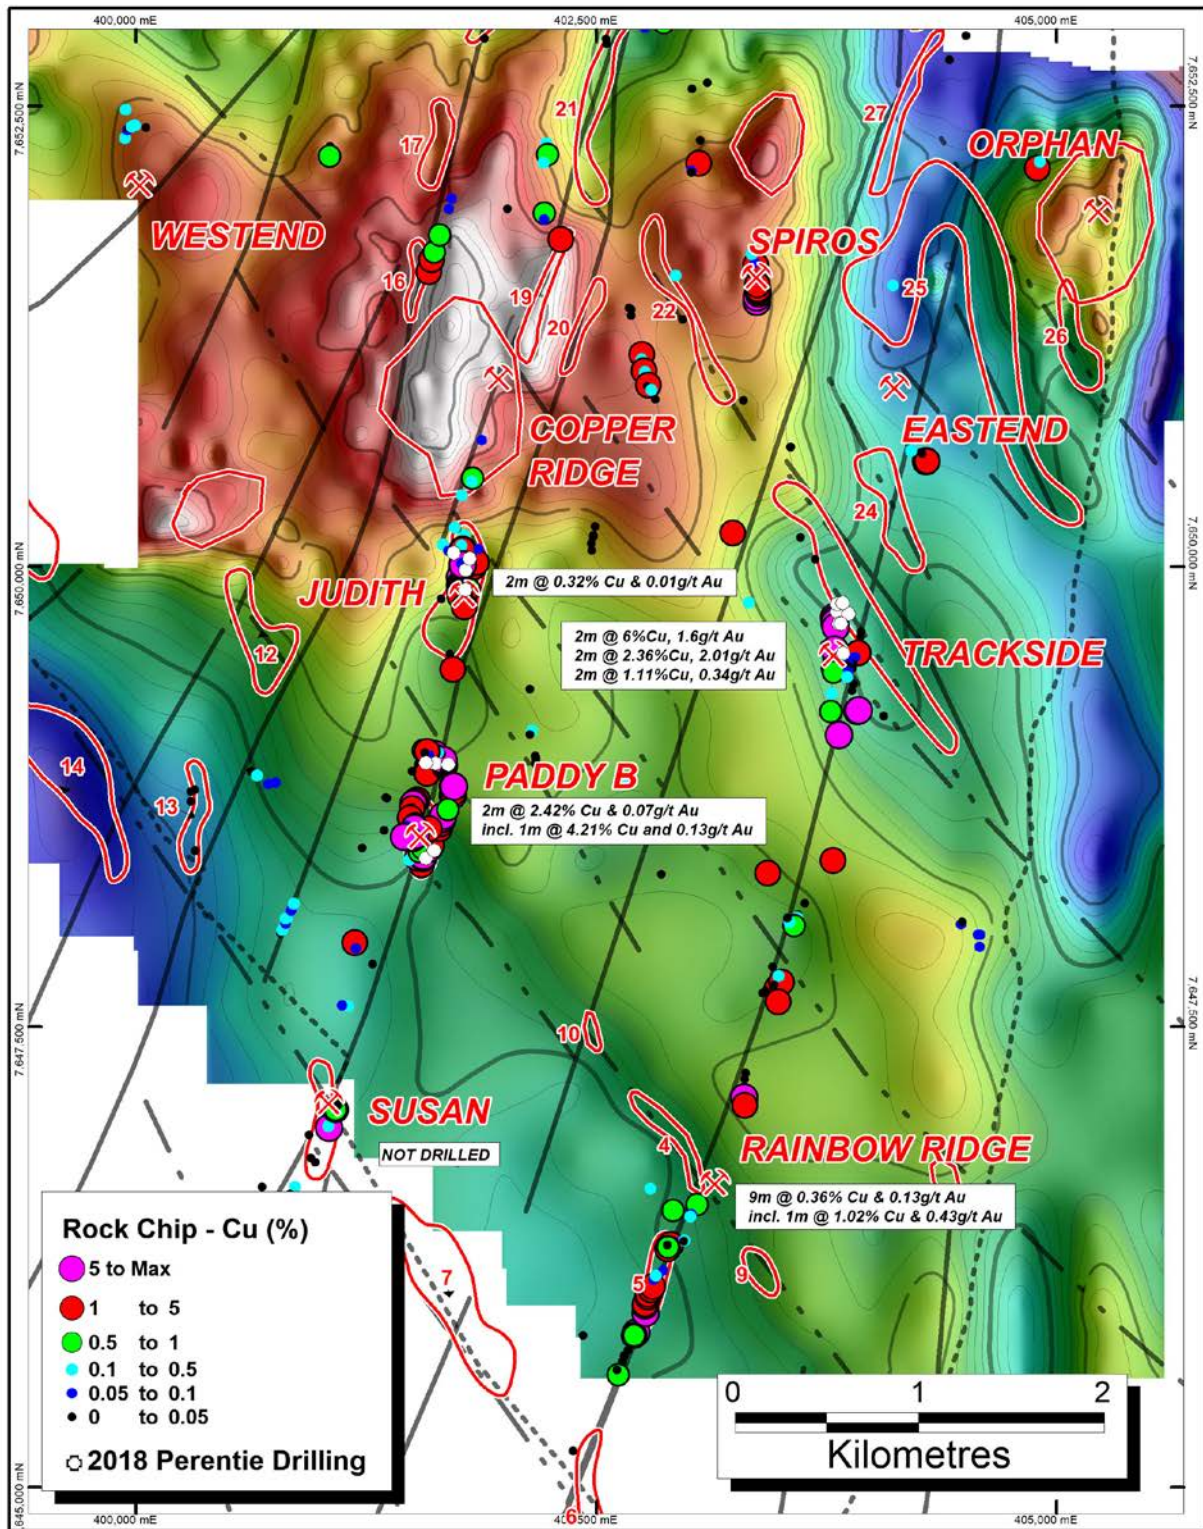 400,000 mE
402,500 mE
405,000 mE
7,652,500 mN
7,652,500 mN
21
27
17
ORPHAN
WESTEND
SPIROS
16
19
25
22
20
26
COPPER
RIDGE
EASTEND
24
7,650,000 mN
7,650,000 mN
JUDITH
2m @ 0.32% Cu & 0.01g/t Au
12
2m @ 6%Cu, 1.6g/t Au
2m @ 2.36%Cu, 2.01g/t Au
2m @ 1.11%Cu, 0.34g/t Au
TRACKSIDE
14
13
PADDY B
2m @ 2.42% Cu & 0.07g/t Au
incl. 1m @ 4.21% Cu and 0.13g/t Au
7,647,500 mN
7,647,500 mN
10
SUSAN
NOT DRILLED
4
RAINBOW RIDGE
9m @ 0.36% Cu & 0.13g/t Au
incl. 1m @ 1.02% Cu & 0.43g/t Au
7
5
9
Rock Chip - Cu (%)
5 to Max
1 to 5
0.5 to 1
0.1 to 0.5
0.05 to 0.1
0 to 0.05
2018 Perentie Drilling
0 1 2
Kilometres
6
7,645,000 mN
400,000 mE
405,000 mE